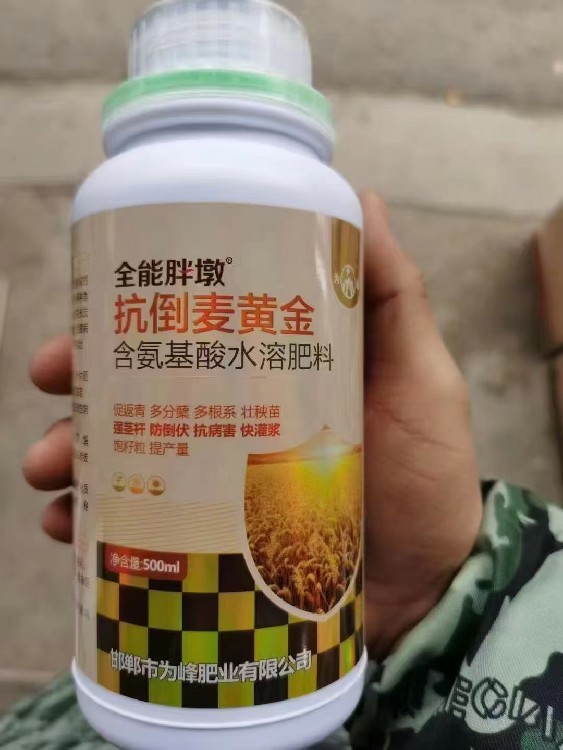 全能胖墩®
抗倒麦黄金
含氨基酸水溶肥料
促返青 多分蘖 多根系 壮秧苗
强茎杆 防倒伏 抗病害 快灌浆
饱籽粒 提产量
净含量:500ml
邯郸市为峰肥业有限公司